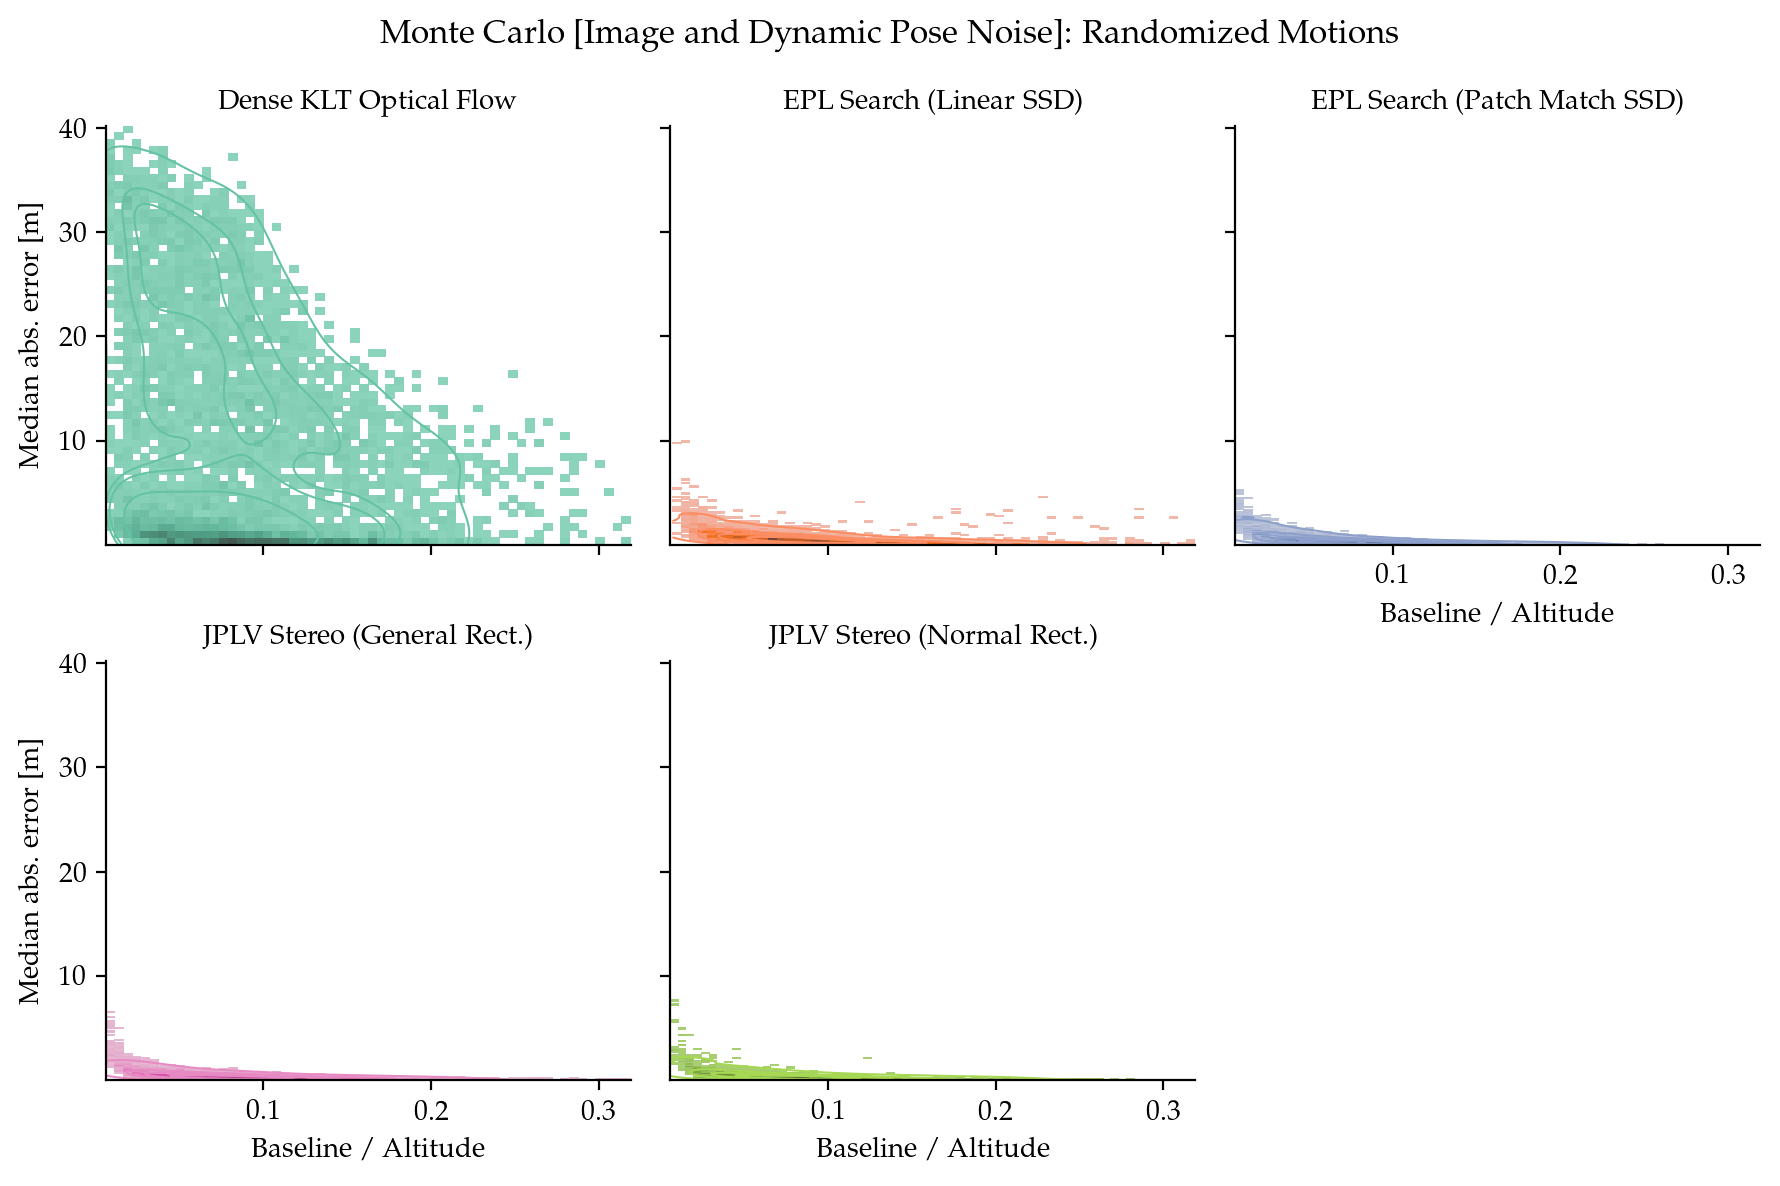 Monte Carlo [Image and Dynamic Pose Noise]: Randomized Motions
Dense KLT Optical Flow
EPL Search (Linear SSD)
EPL Search (Patch Match SSD)
Median abs. error [m]
40
30
20
10
0.1
0.2
0.3
Baseline / Altitude
JPLV Stereo (General Rect.)
JPLV Stereo (Normal Rect.)
Median abs. error [m]
40
30
20
10
0.1
0.2
0.3
Baseline / Altitude
0.1
0.2
0.3
Baseline / Altitude